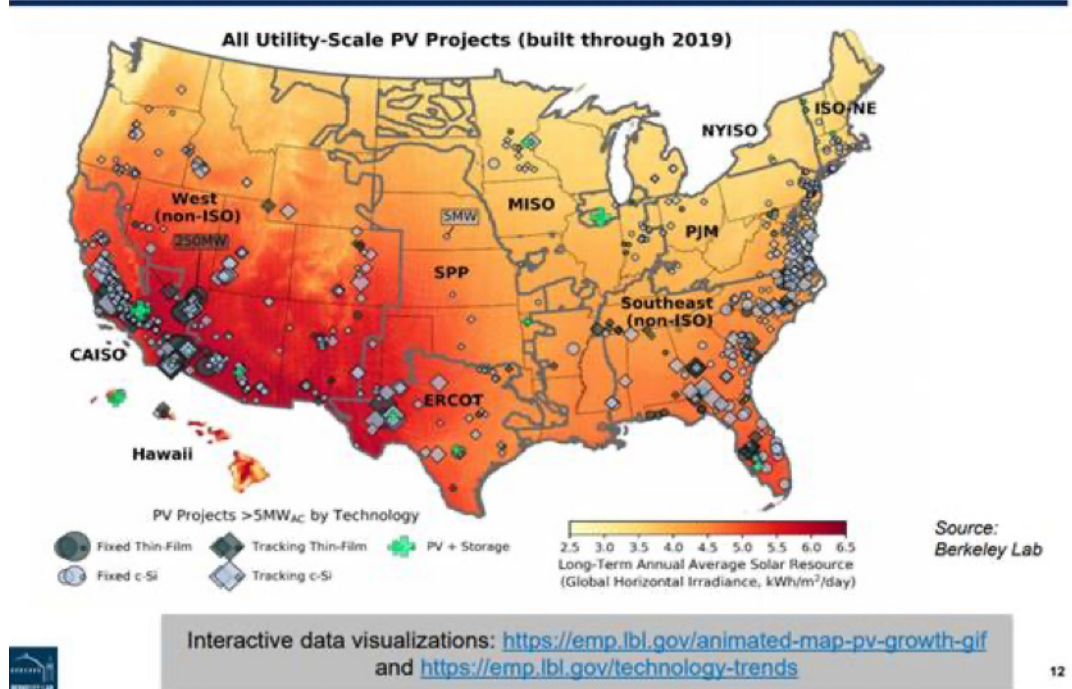 All Utility-Scale PV Projects (built through 2019)
ISO-NE
NYISO
West
(non-ISO)
250MW
5MW
MISO
PJM
SPP
Southeast
(non-ISO)
CAISO
ERCOT
Hawaii
PV Projects >5MWAC by Technology
Fixed Thin-Film
Tracking Thin-Film
PV + Storage
Fixed c-Si
Tracking c-Si
2.5 3.0 3.5 4.0 4.5 5.0 5.5 6.0 6.5
Long-Term Annual Average Solar Resource
(Global Horizontal Irradiance, kWh/m²/day)
Source:
Berkeley Lab
Interactive data visualizations: https://emp.lbl.gov/animated-map-pv-growth-gif
and https://emp.lbl.gov/technology-trends
12